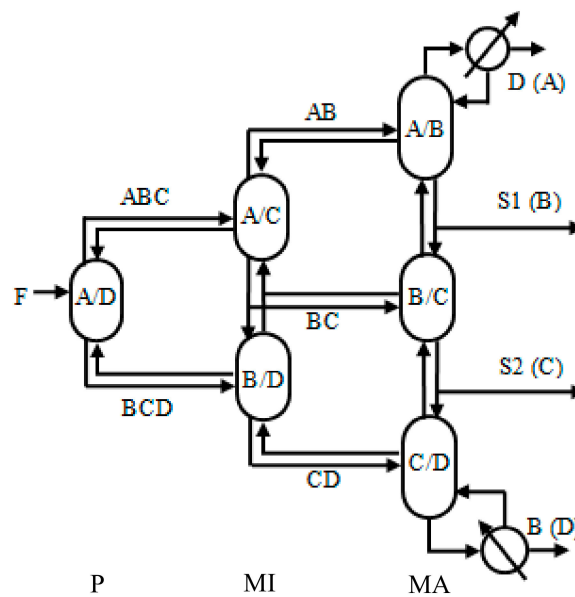 D (A)
AB
A/B
ABC
S1 (B)
A/C
F
A/D
B/C
BC
B/D
S2 (C)
BCD
C/D
CD
B (D)
P
MI
MA